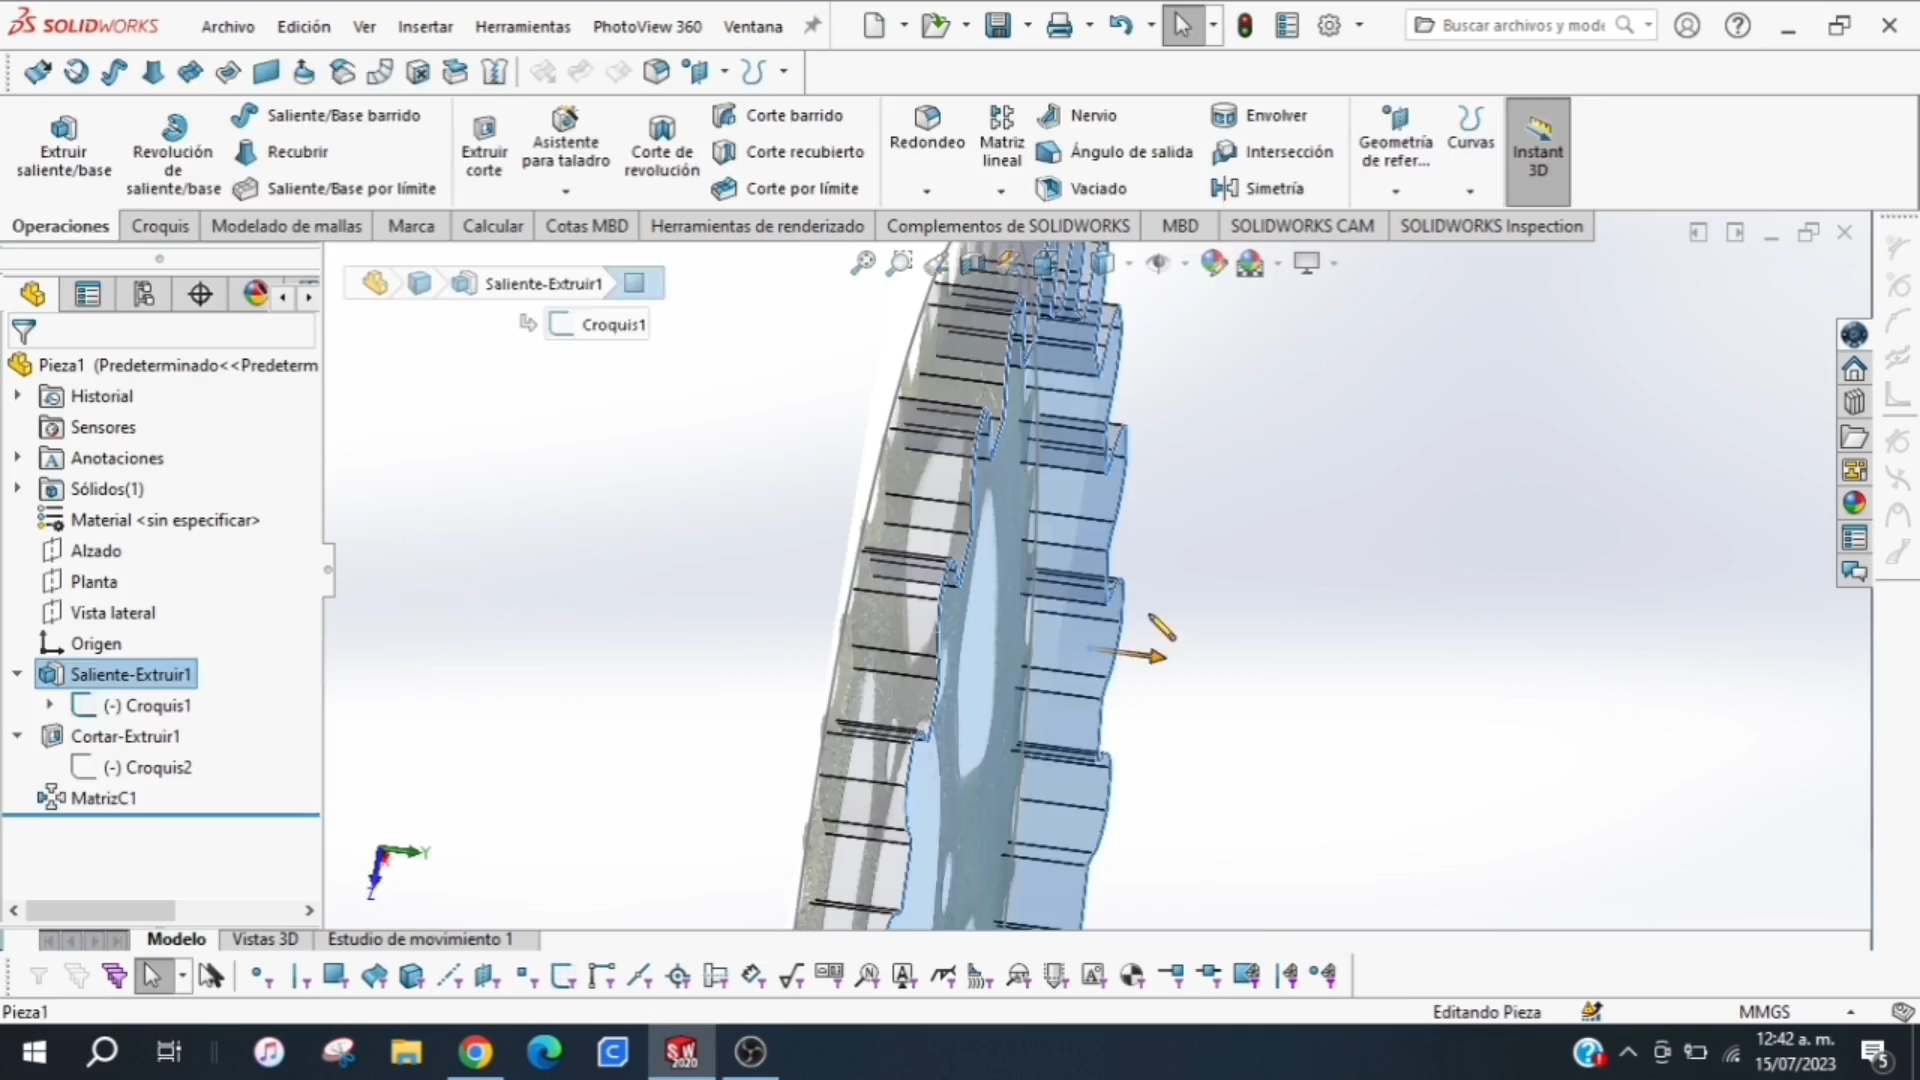 SOLIDWORKS
Archivo
Edición
Ver
Insertar
Herramientas
PhotoView 360
Ventana
Buscar archivos y mode
Extruir
saliente/base
Revolución
de
saliente/base
Saliente/Base barrido
Recubrir
Saliente/Base por límite
Extruir
corte
Asistente
para taladro
Corte de
revolución
Corte barrido
Corte recubierto
Corte por límite
Redondeo
Matriz
lineal
Nervio
Ángulo de salida
Vaciado
Envolver
Intersección
Simetría
Geometría
de refer...
Curvas
Instant
3D
Operaciones
Croquis
Modelado de mallas
Marca
Calcular
Cotas MBD
Herramientas de renderizado
Complementos de SOLIDWORKS
MBD
SOLIDWORKS CAM
SOLIDWORKS Inspection
Saliente-Extruir1
Croquis1
Pieza1 (Predeterminado<<Predeterm
Historial
Sensores
Anotaciones
Sólidos(1)
Material <sin especificar>
Alzado
Planta
Vista lateral
Origen
Saliente-Extruir1
(-) Croquis1
Cortar-Extruir1
(-) Croquis2
MatrizC1
Y
Z
Modelo
Vistas 3D
Estudio de movimiento 1
Pieza1
Editando Pieza
MMGS
SW
2020
12:42 a. m.
15/07/2023
5